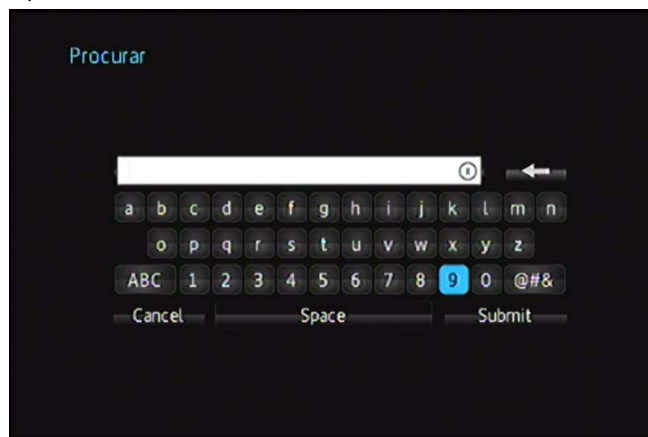 Procurar
a b c d e f g h i j k l m n
o p q r s t u v w x y z
ABC 1 2 3 4 5 6 7 8 9 0 @#&
Cancel Space Submit